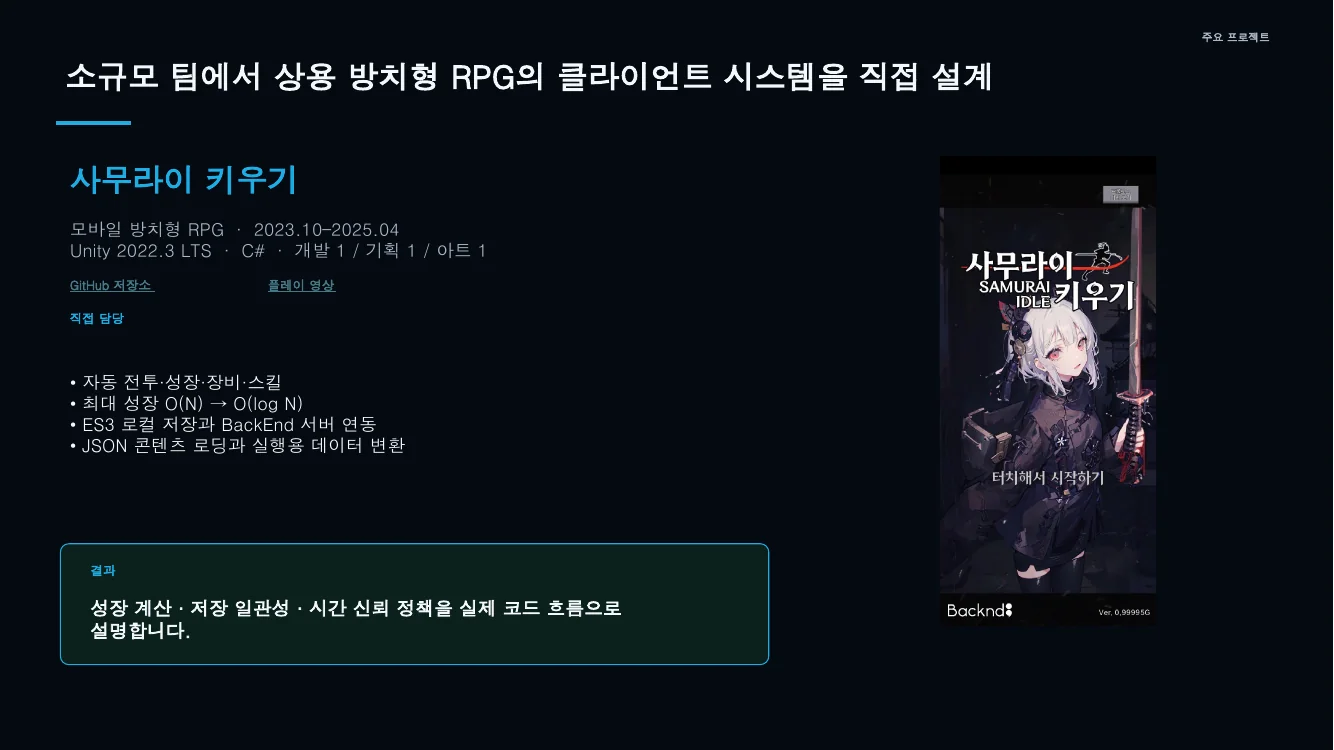 주요 프로젝트
소규모 팀에서 상용 방치형 RPG의 클라이언트 시스템을 직접 설계
사무라이 키우기
모바일 방치형 RPG · 2023.10–2025.04
Unity 2022.3 LTS · C# · 개발 1 / 기획 1 / 아트 1
GitHub 저장소 플레이 영상
직접 담당
• 자동 전투·성장·장비·스킬
• 최대 성장 O(N) → O(log N)
• ES3 로컬 저장과 BackEnd 서버 연동
• JSON 콘텐츠 로딩과 실행용 데이터 변환
결과
성장 계산 · 저장 일관성 · 시간 신뢰 정책을 실제 코드 흐름으로
설명합니다.
사무라이
SAMURAI
IDLE 키우기
터치해서 시작하기
Backnd Ver. 0.99995G